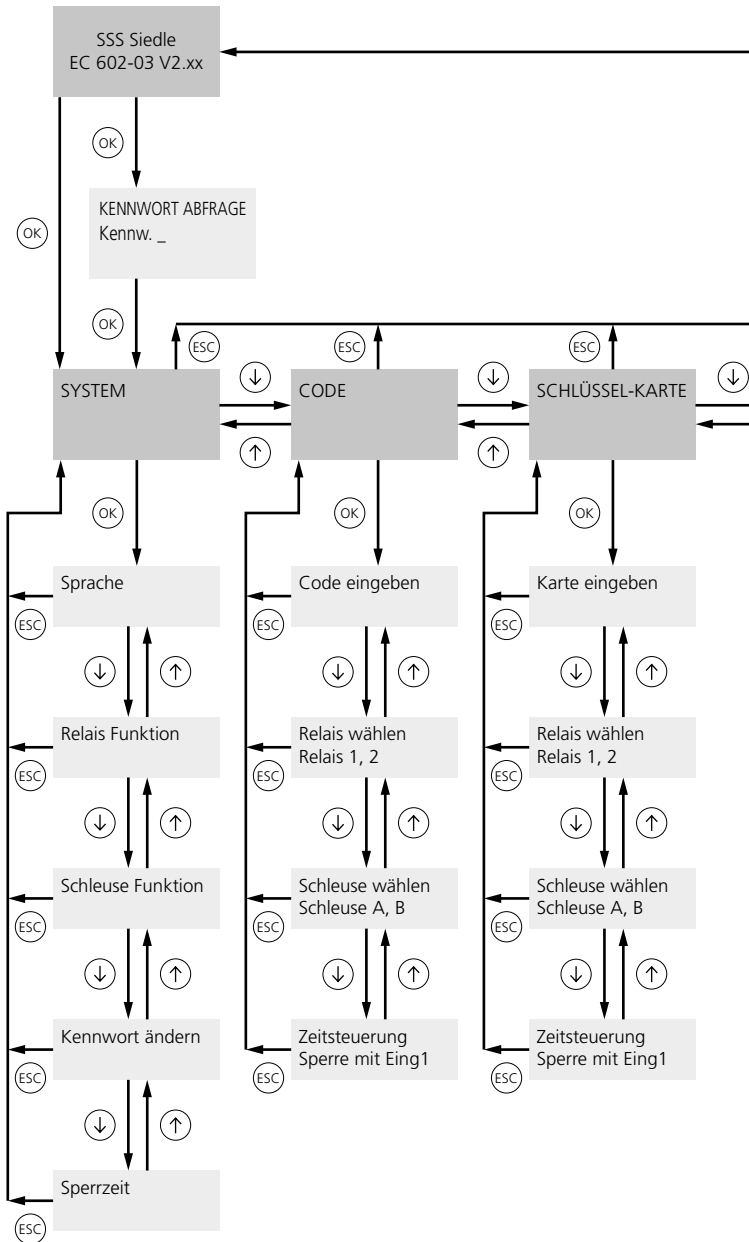 SSS Siedle
EC 602-03 V2.xx
OK
KENNWORT ABFRAGE
Kennw. _
OK
OK
ESC
ESC
ESC
SYSTEM
CODE
SCHLÜSSEL-KARTE
OK
OK
OK
Sprache
Code eingeben
Karte eingeben
ESC
ESC
ESC
Relais Funktion
Relais wählen
Relais 1, 2
Relais wählen
Relais 1, 2
ESC
ESC
ESC
Schleuse Funktion
Schleuse wählen
Schleuse A, B
Schleuse wählen
Schleuse A, B
ESC
ESC
ESC
Kennwort ändern
Zeitsteuerung
Sperre mit Eing1
Zeitsteuerung
Sperre mit Eing1
ESC
ESC
ESC
Sperrzeit
ESC